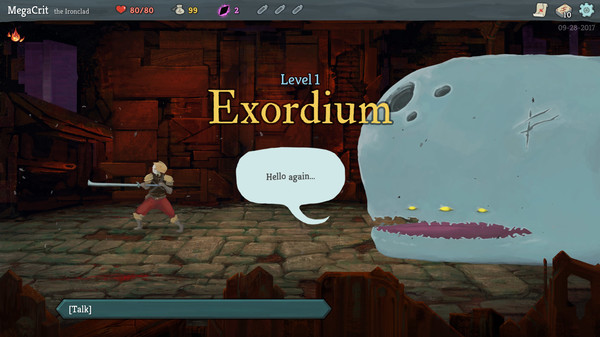 MegaCrit the Ironclad 80/80 99 2 10
09-28-2017
Level 1
Exordium
Hello again...
[Talk]